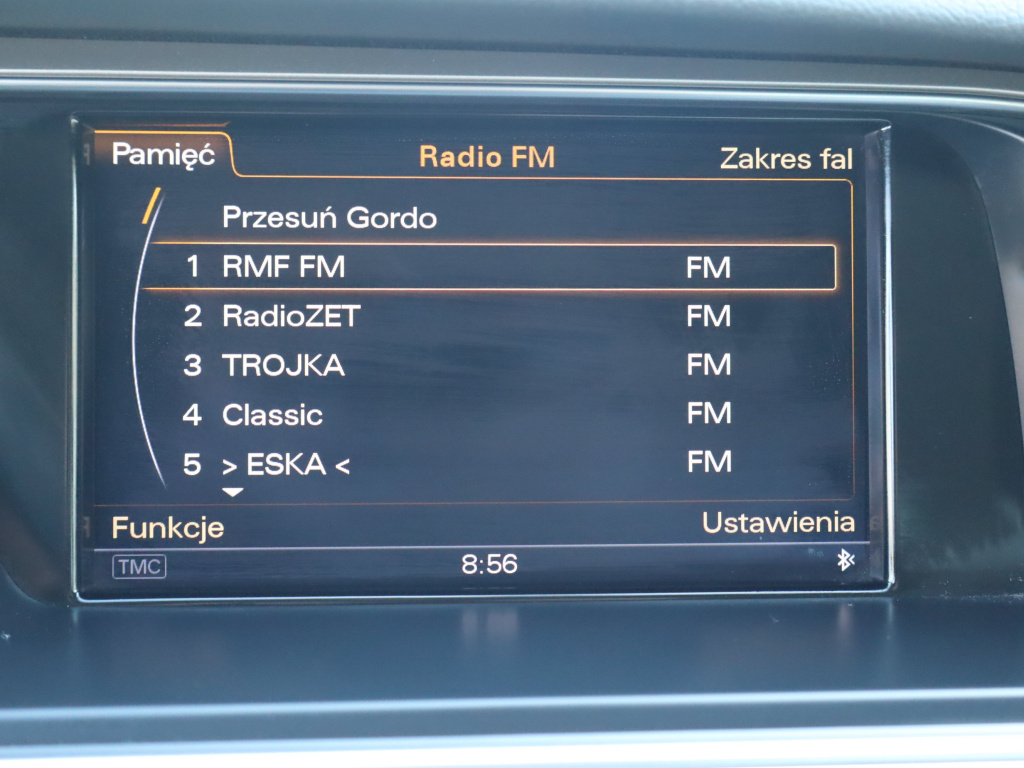 Pamięć Radio FM Zakres fal
Przesuń Gordo
1 RMF FM FM
2 RadioZET FM
3 TROJKA FM
4 Classic FM
5 > ESKA < FM
Funkcje Ustawienia
TMC 8:56